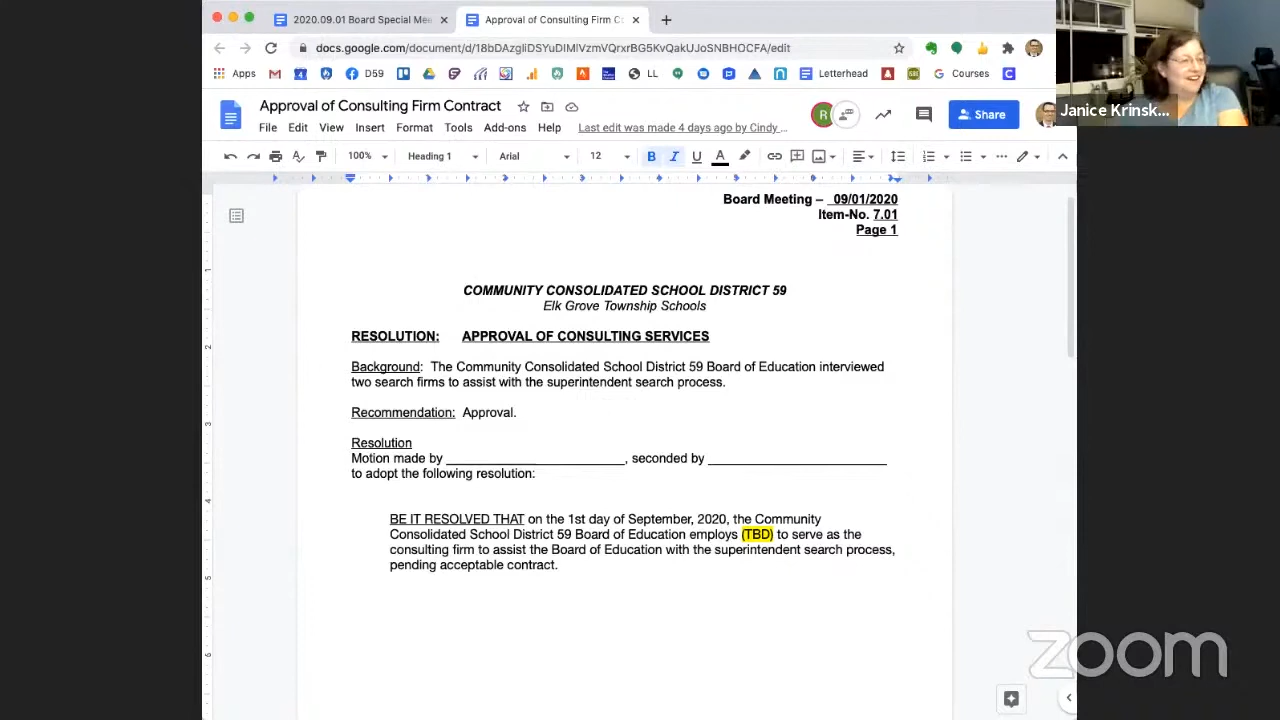 2020.09.01 Board Special Mee
Approval of Consulting Firm Co
docs.google.com/document/d/18bDAzgliDSYuDIMlVzmVQrxrBG5KvQakUJoSNBHOCFA/edit
Apps
D59
LL
Letterhead
Courses
Janice Krinsk...
Approval of Consulting Firm Contract
File Edit View Insert Format Tools Add-ons Help Last edit was made 4 days ago by Cindy ...
R
Share
100% Heading 1 Arial 12 B I U A
Board Meeting – 09/01/2020
Item-No. 7.01
Page 1
COMMUNITY CONSOLIDATED SCHOOL DISTRICT 59
Elk Grove Township Schools
RESOLUTION: APPROVAL OF CONSULTING SERVICES
Background: The Community Consolidated School District 59 Board of Education interviewed
two search firms to assist with the superintendent search process.
Recommendation: Approval.
Resolution
Motion made by _________________________, seconded by _________________________
to adopt the following resolution:
BE IT RESOLVED THAT on the 1st day of September, 2020, the Community
Consolidated School District 59 Board of Education employs (TBD) to serve as the
consulting firm to assist the Board of Education with the superintendent search process,
pending acceptable contract.
zoom